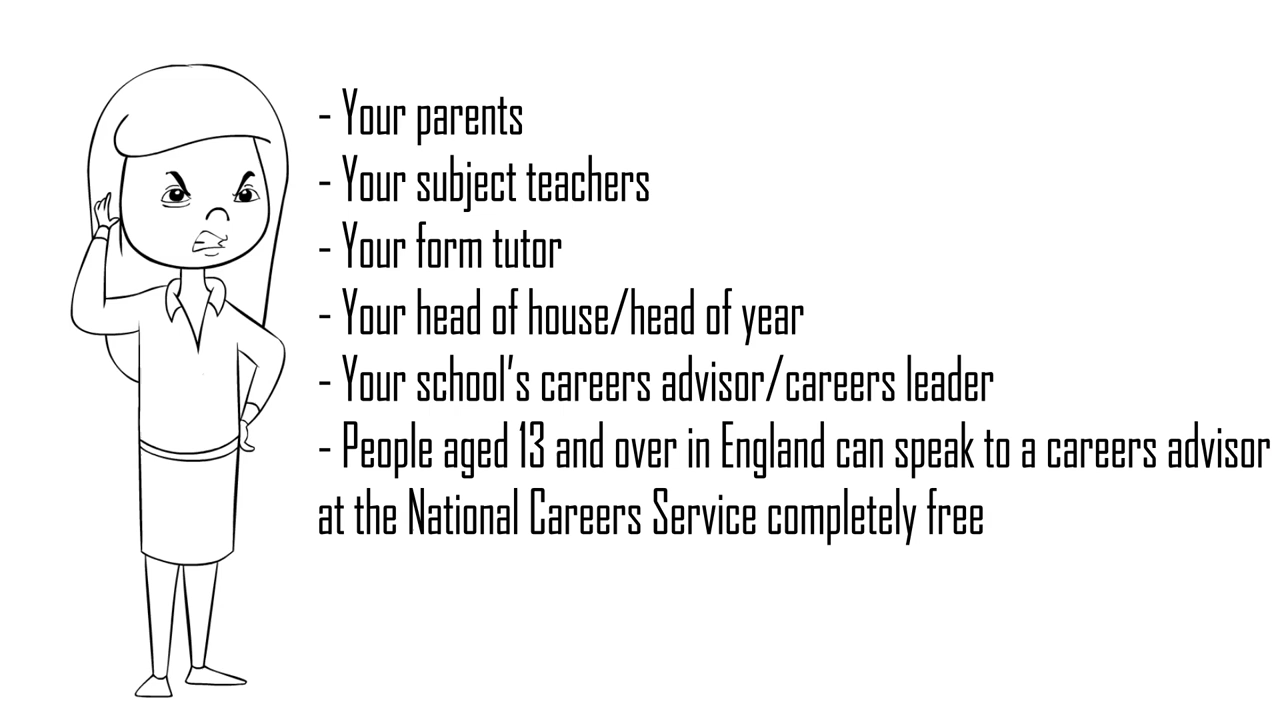 - Your parents
- Your subject teachers
- Your form tutor
- Your head of house/head of year
- Your school's careers advisor/careers leader
- People aged 13 and over in England can speak to a careers advisor
at the National Careers Service completely free